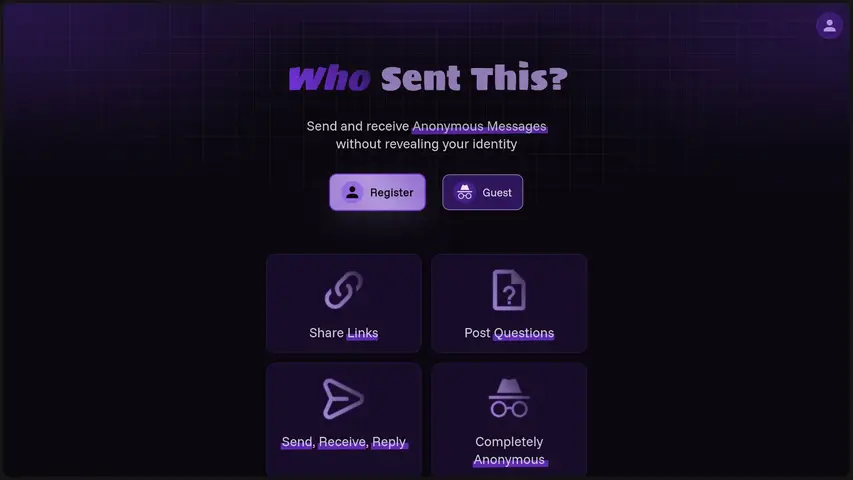 Who Sent This?
Send and receive Anonymous Messages
without revealing your identity
Register
Guest
Share Links
Post Questions
Send, Receive, Reply
Completely
Anonymous